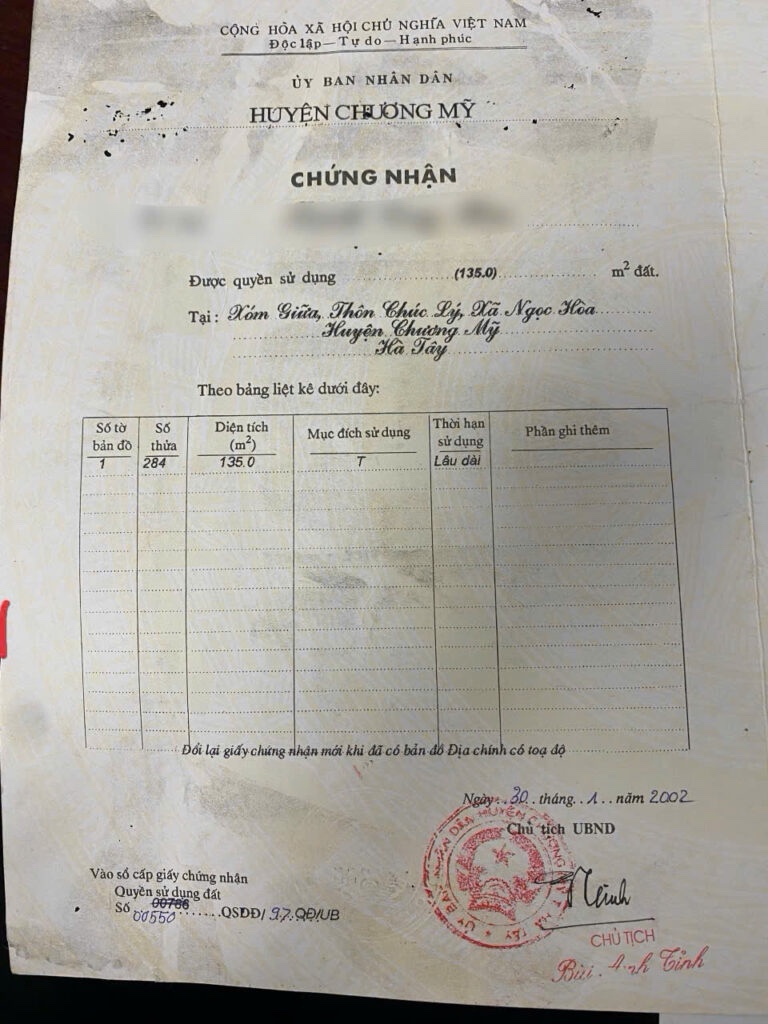 CỘNG HÒA XÃ HỘI CHỦ NGHĨA VIỆT NAM
Độc lập—Tự do—Hạnh phúc
ỦY BAN NHÂN DÂN
HUYỆN CHƯƠNG MỸ
CHỨNG NHẬN
Được quyền sử dụng (135.0) m² đất.
Tại: Xóm Giữa, Thôn Chúc Lý, Xã Ngọc Hòa
Huyện Chương Mỹ
Hà Tây
Theo bảng liệt kê dưới đây:
Số tờ bản đồ Số thửa Diện tích (m²) Mục đích sử dụng Thời hạn sử dụng Phần ghi thêm
1 284 135.0 T Lâu dài
Đổi lại giấy chứng nhận mới khi đã có bản đồ Địa chính có toạ độ
Ngày 30 tháng 1 năm 2002
Chủ tịch UBND
Vào sổ cấp giấy chứng nhận
Quyền sử dụng đất
Số 00550 QSDĐ/ 97 QĐ/UB
CHỦ TỊCH
Bùi Anh Tỉnh